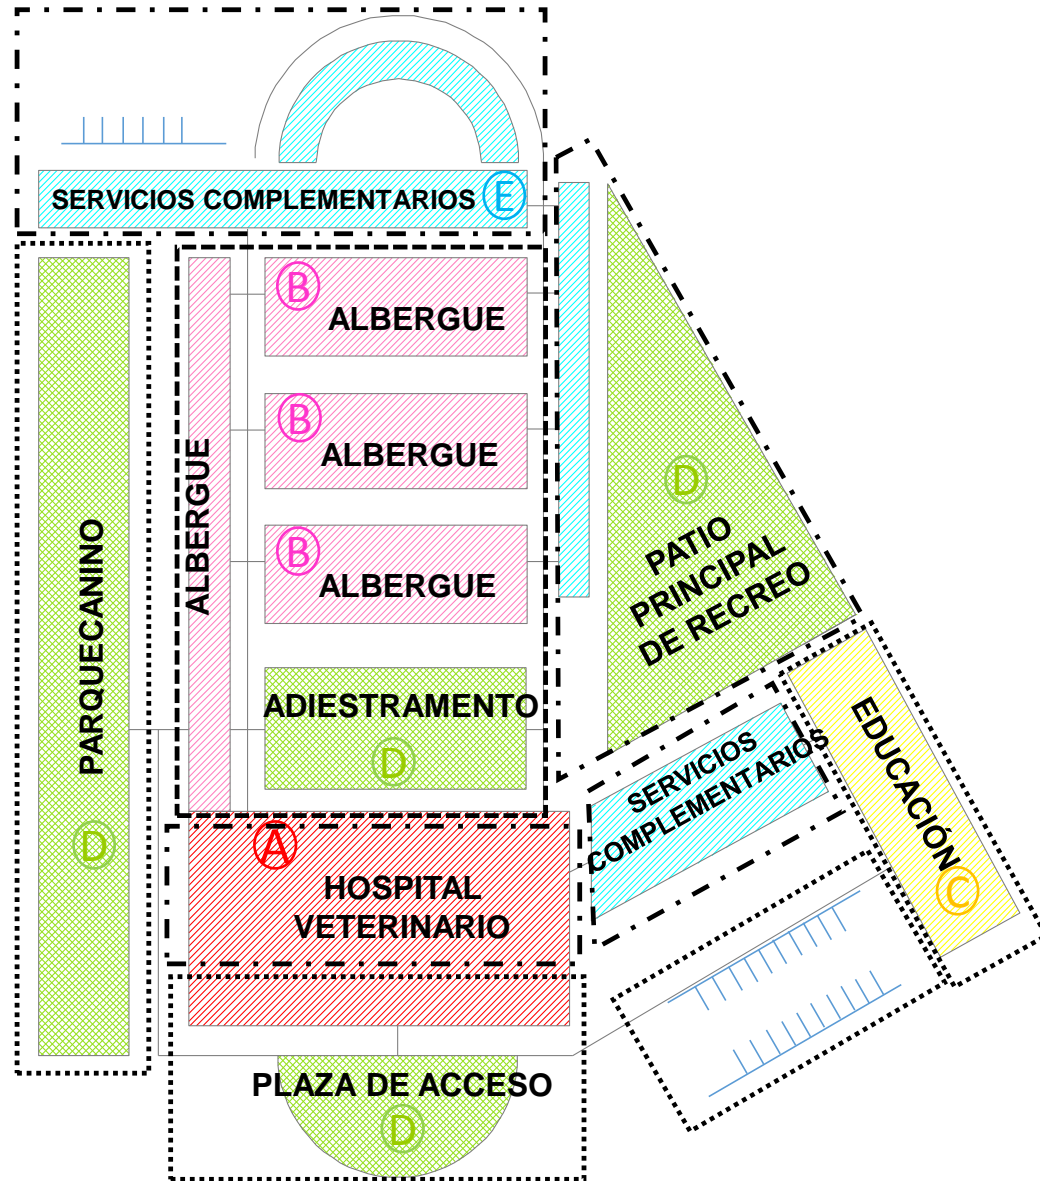 SERVICIOS COMPLEMENTARIOS E
B
ALBERGUE
B
ALBERGUE
B
ALBERGUE
ALBERGUE
PARQUECANINO
D
D
PATIO
PRINCIPAL
DE RECREO
ADIESTRAMENTO
D
SERVICIOS
COMPLEMENTARIOS
EDUCACIÓN
C
A
HOSPITAL
VETERINARIO
PLAZA DE ACCESO
D